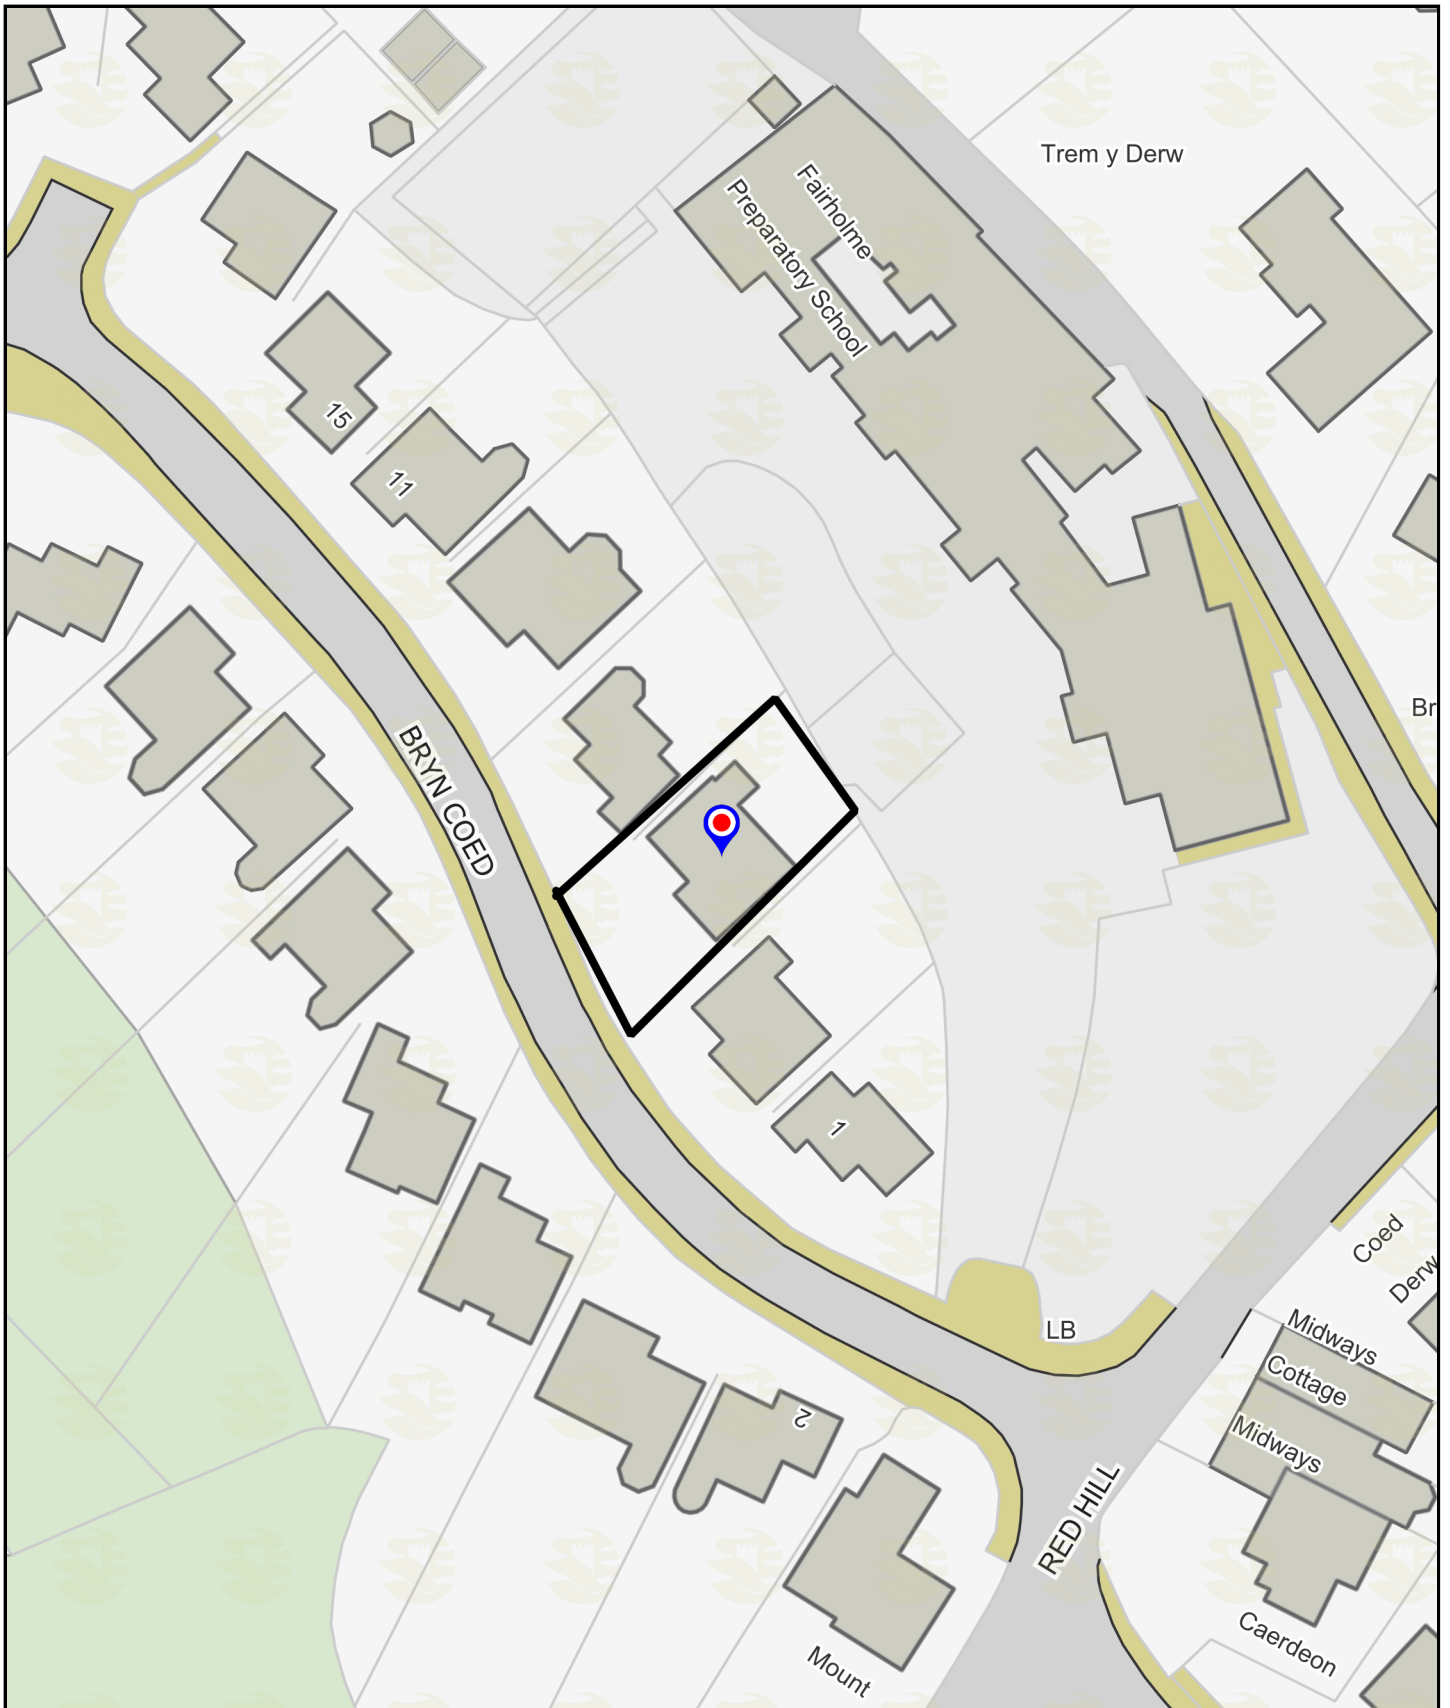 Trem y Derw
Fairholme
Preparatory School
15
11
BRYN COED
Br
1
Coed
Derw
LB
Midways
Cottage
Midways
2
RED HILL
Caerdeon
Mount